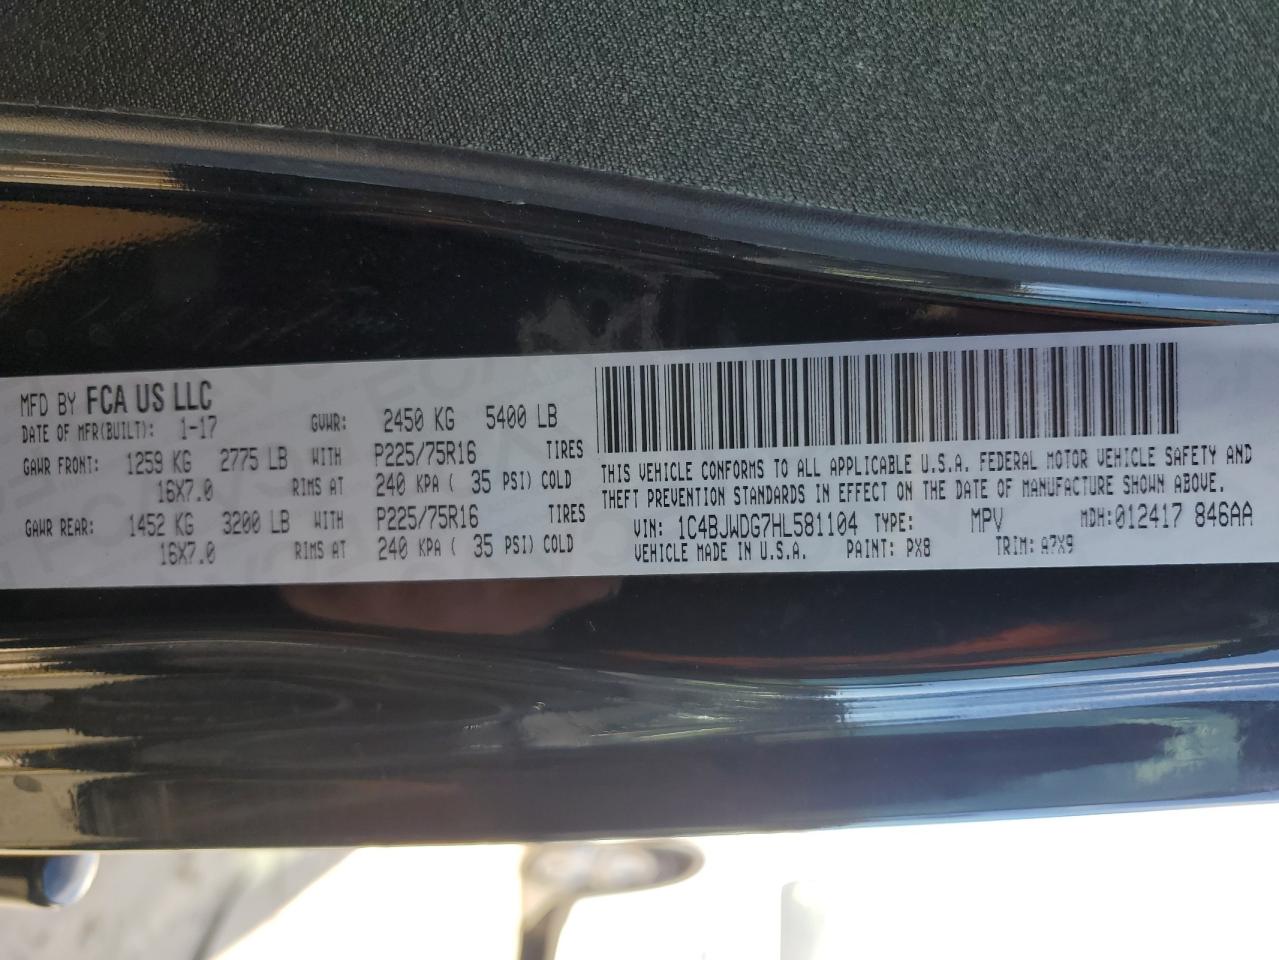 MFD BY FCA US LLC
DATE OF MFR(BUILT): 1-17 GVWR: 2450 KG 5400 LB
GAWR FRONT: 1259 KG 2775 LB WITH P225/75R16 TIRES
16X7.0 RIMS AT 240 KPA ( 35 PSI) COLD
GAWR REAR: 1452 KG 3200 LB WITH P225/75R16 TIRES
16X7.0 RIMS AT 240 KPA ( 35 PSI) COLD
THIS VEHICLE CONFORMS TO ALL APPLICABLE U.S.A. FEDERAL MOTOR VEHICLE SAFETY AND
THEFT PREVENTION STANDARDS IN EFFECT ON THE DATE OF MANUFACTURE SHOWN ABOVE.
VIN: 1C4BJWDG7HL581104 TYPE: MPV MDH:012417 846AA
VEHICLE MADE IN U.S.A. PAINT: PX8 TRIM: A7X9